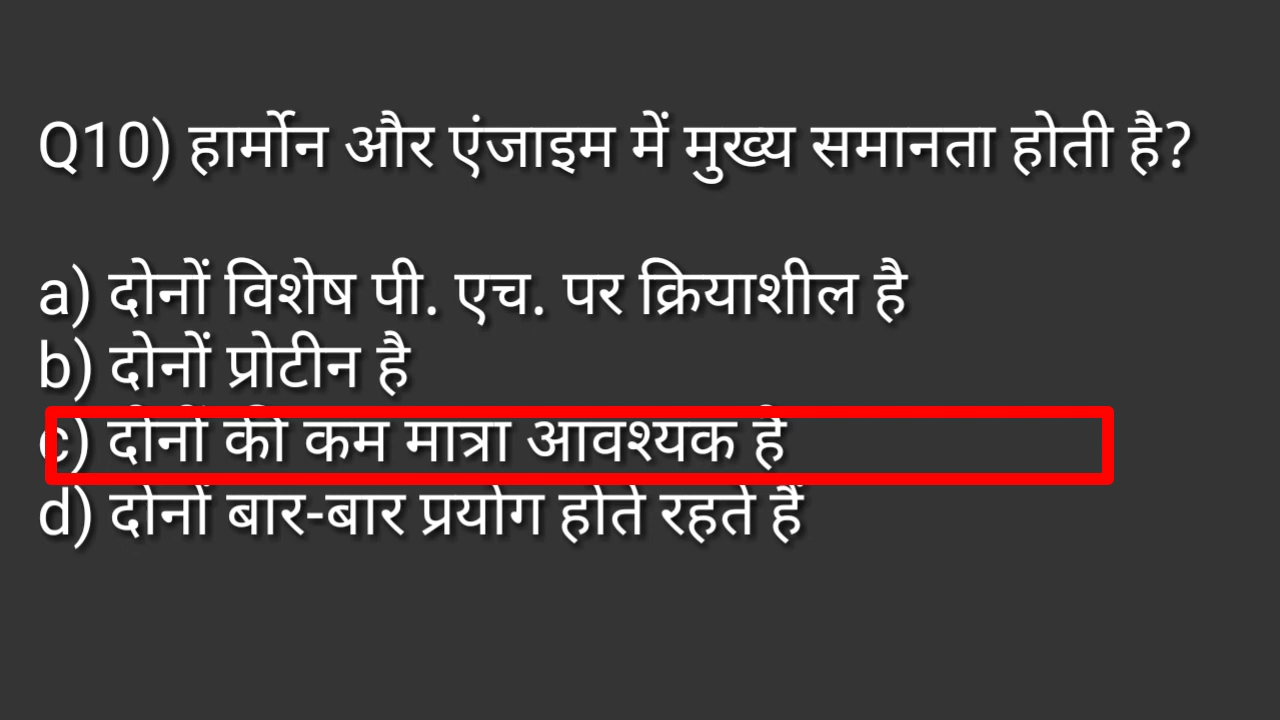 Q10) हार्मोन और एंजाइम में मुख्य समानता होती है?
a) दोनों विशेष पी. एच. पर क्रियाशील है
b) दोनों प्रोटीन है
c) दोनों की कम मात्रा आवश्यक है
d) दोनों बार-बार प्रयोग होते रहते हैं